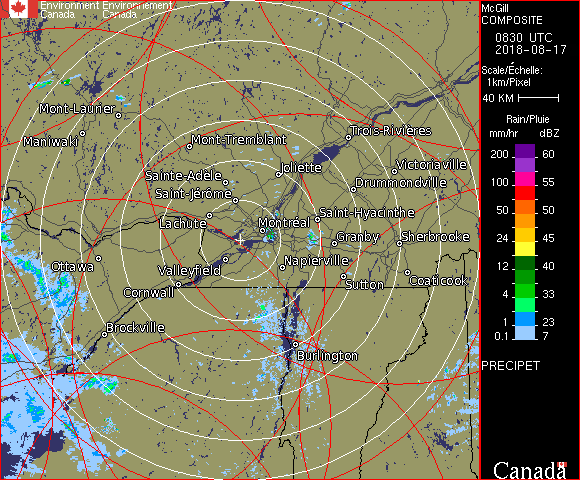 Environment Environnement
Canada Canada
McGill
COMPOSITE
0830 UTC
2018-08-17
Scale/Échelle:
1km/Pixel
40 KM
Rain/Pluie
mm/hr dBZ
200 60
100 55
50 50
24 45
12 40
4 33
1 23
0.1 7
PRECIPET
Canada
Mont-Laurier
Maniwaki
Mont-Tremblant
Trois-Rivières
Joliette
Victoriaville
Sainte-Adèle
Drummondville
Saint-Jérôme
Lachute
Saint-Hyacinthe
Montréal
Granby
Sherbrooke
Ottawa
Valleyfield
Napierville
Cornwall
Sutton
Coaticook
Brockville
Burlington